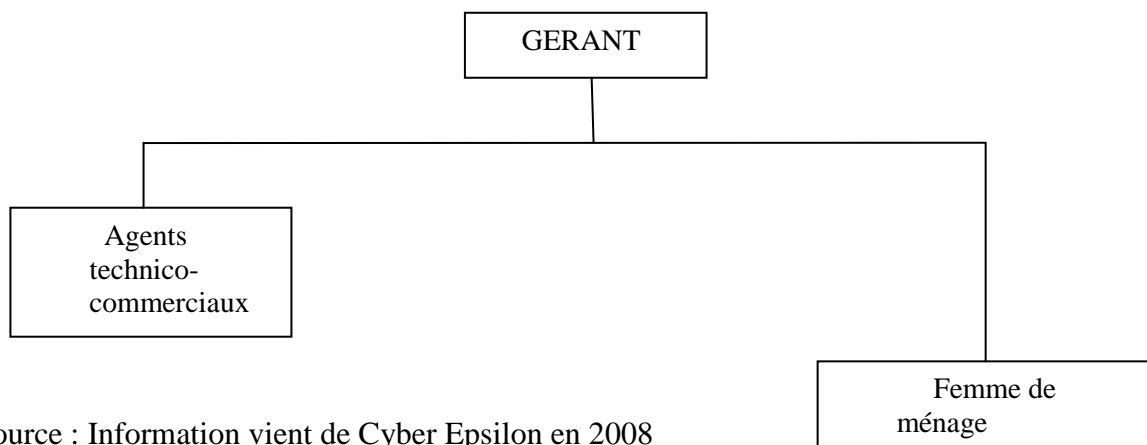 GERANT
Agents
technico-
commerciaux
Femme de
ménage
ource : Information vient de Cyber Epsilon en 2008